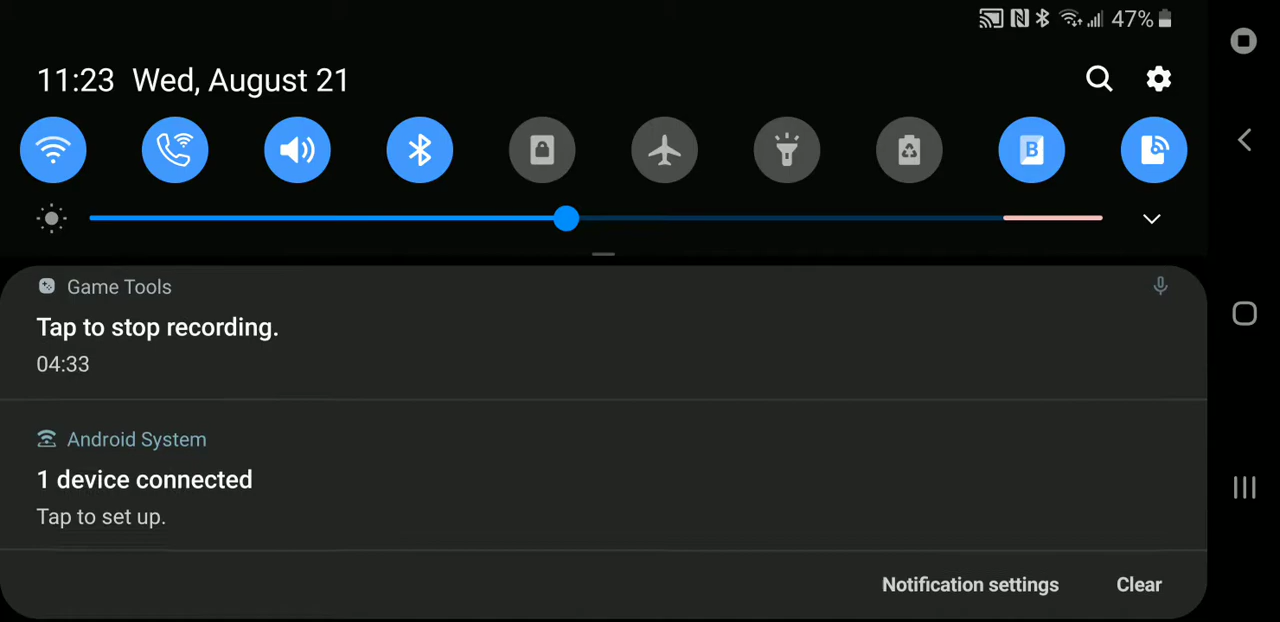 47%
11:23 Wed, August 21
B
Game Tools
Tap to stop recording.
04:33
Android System
1 device connected
Tap to set up.
Notification settings Clear